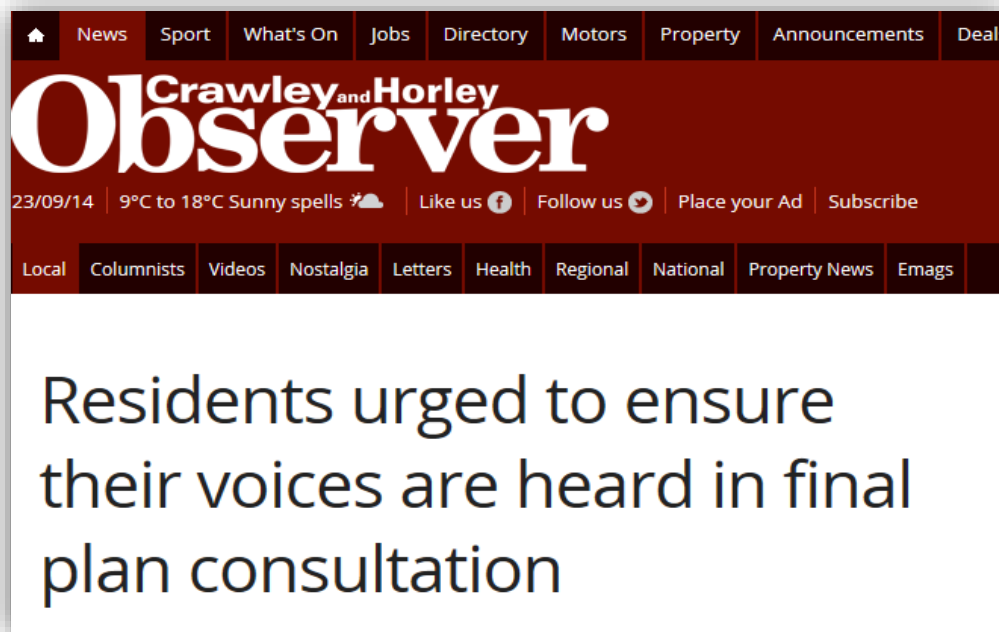 News Sport What's On Jobs Directory Motors Property Announcements Deal
Crawley and Horley
Observer
23/09/14 9°C to 18°C Sunny spells Like us Follow us Place your Ad Subscribe
Local Columnists Videos Nostalgia Letters Health Regional National Property News Emags
Residents urged to ensure
their voices are heard in final
plan consultation